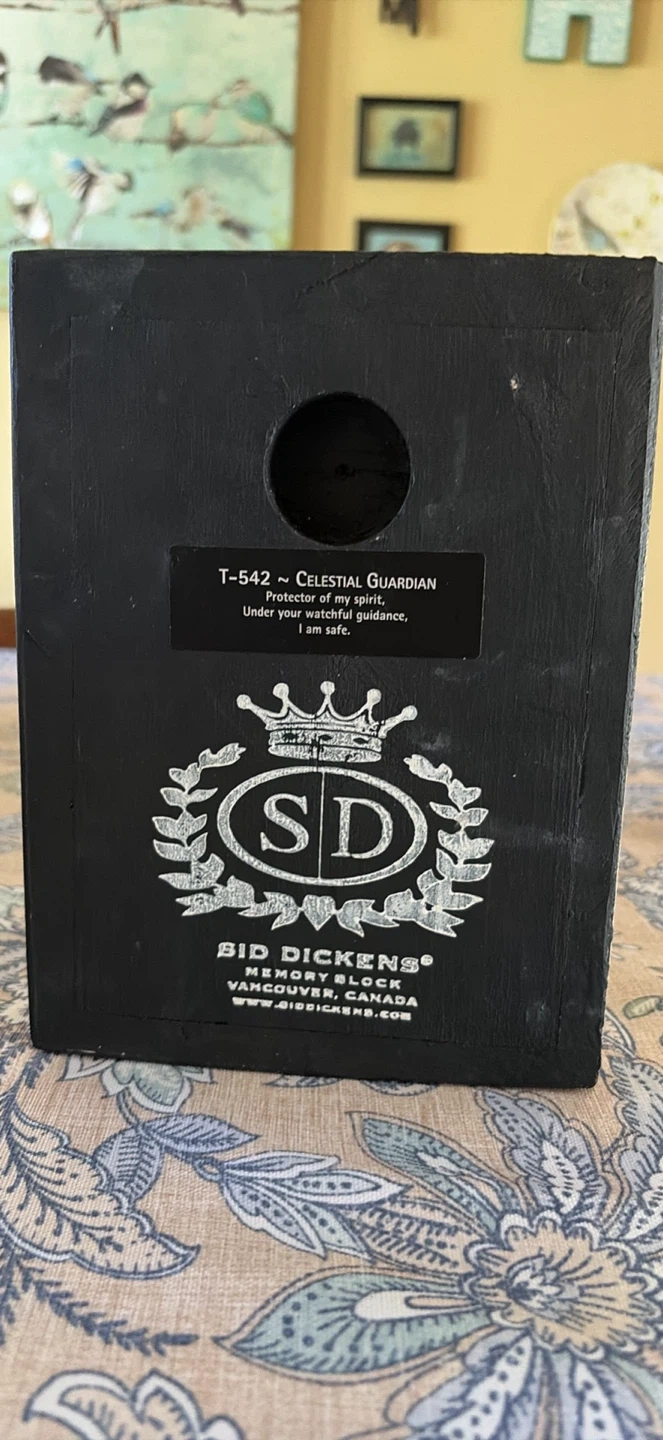 T-542 ~ CELESTIAL GUARDIAN
Protector of my spirit,
Under your watchful guidance,
I am safe.
S D
SID DICKENS®
MEMORY BLOCK
VANCOUVER, CANADA
www.SIDDICKENS.COM